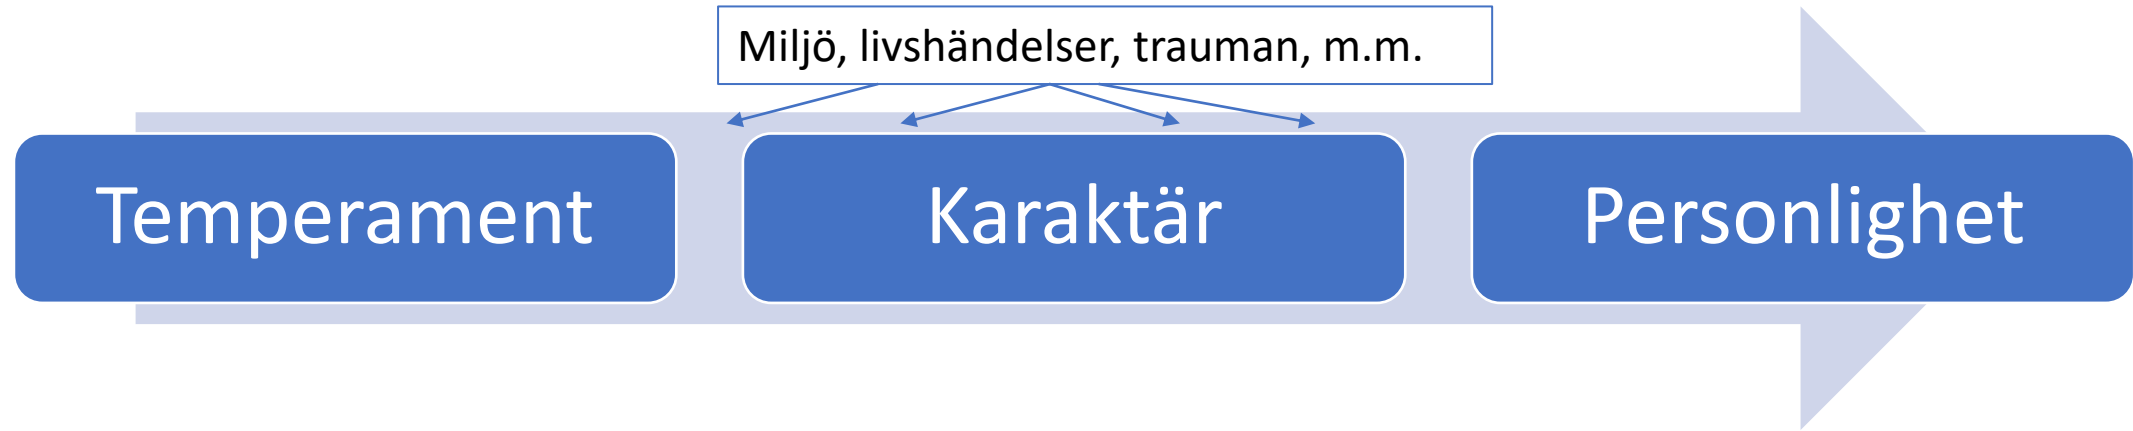 Miljö, livshändelser, trauman, m.m.
Temperament
Karaktär
Personlighet